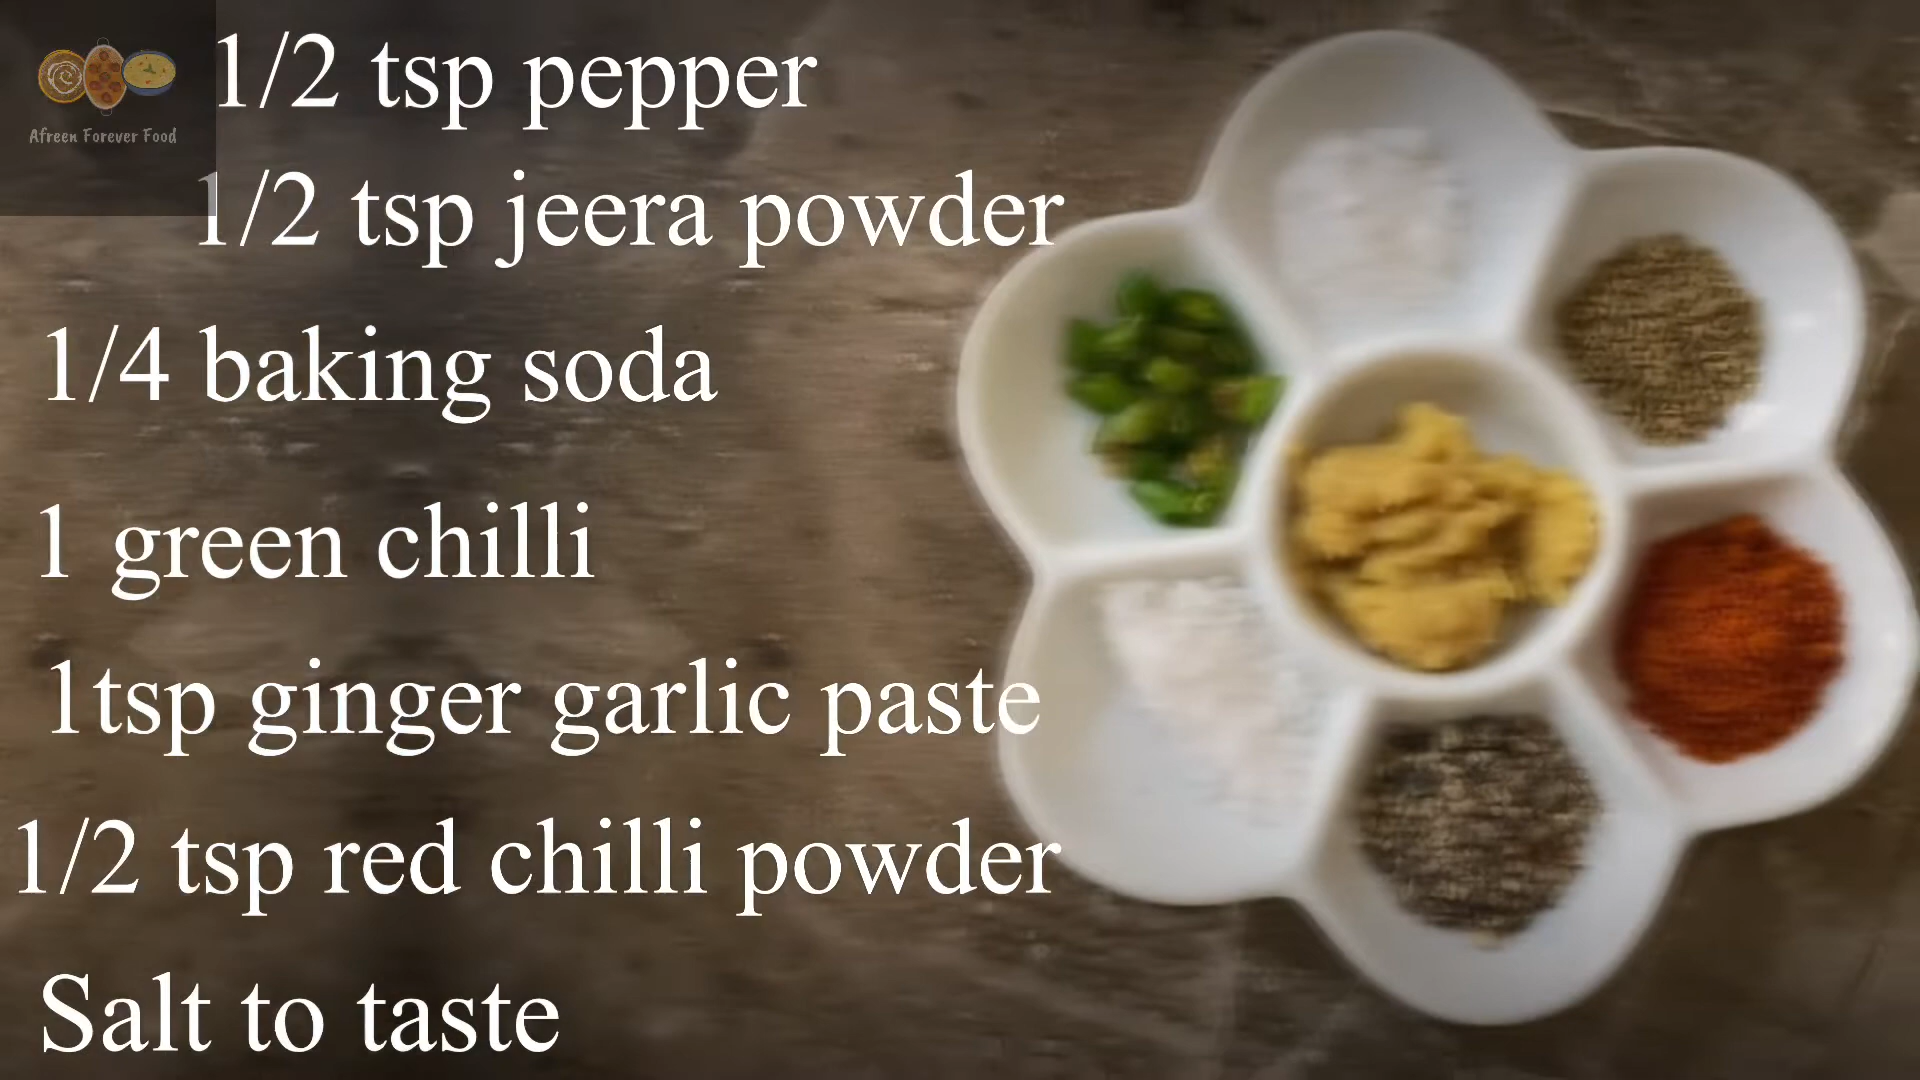 Afreen Forever Food
1/2 tsp pepper
1/2 tsp jeera powder
1/4 baking soda
1 green chilli
1tsp ginger garlic paste
1/2 tsp red chilli powder
Salt to taste